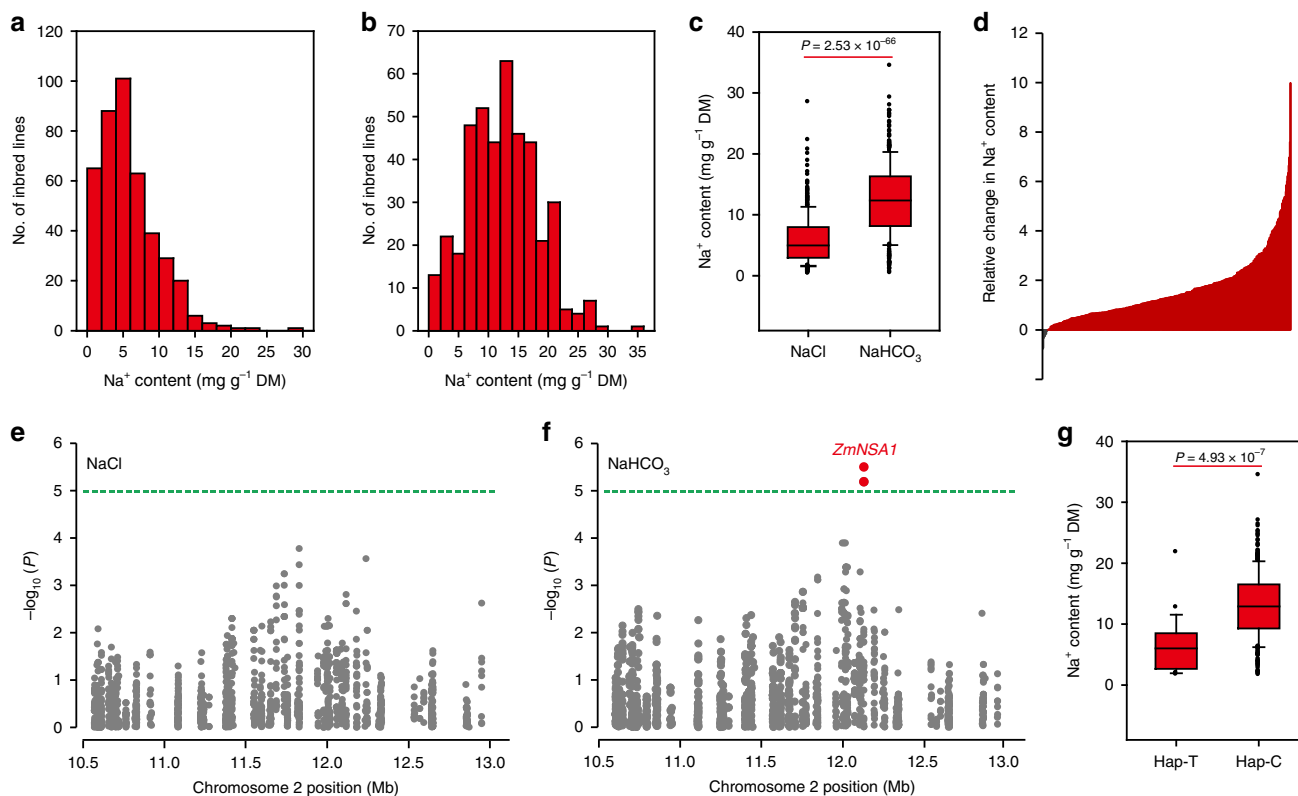 a
No. of inbred lines
120
100
80
60
40
20
0
0
5
10
15
20
25
30
Na⁺ content (mg g⁻¹ DM)
b
No. of inbred lines
70
60
50
40
30
20
10
0
0
5
10
15
20
25
30
35
Na⁺ content (mg g⁻¹ DM)
c
Na⁺ content (mg g⁻¹ DM)
40
30
20
10
0
P = 2.53 × 10⁻⁶⁶
NaCl
NaHCO₃
d
Relative change in Na⁺ content
12
10
8
6
4
2
0
e
–log₁₀ (P)
6
5
4
3
2
1
0
NaCl
10.5
11.0
11.5
12.0
12.5
13.0
Chromosome 2 position (Mb)
f
–log₁₀ (P)
6
5
4
3
2
1
0
NaHCO₃
ZmNSA1
10.5
11.0
11.5
12.0
12.5
13.0
Chromosome 2 position (Mb)
g
Na⁺ content (mg g⁻¹ DM)
40
30
20
10
0
P = 4.93 × 10⁻⁷
Hap-T
Hap-C